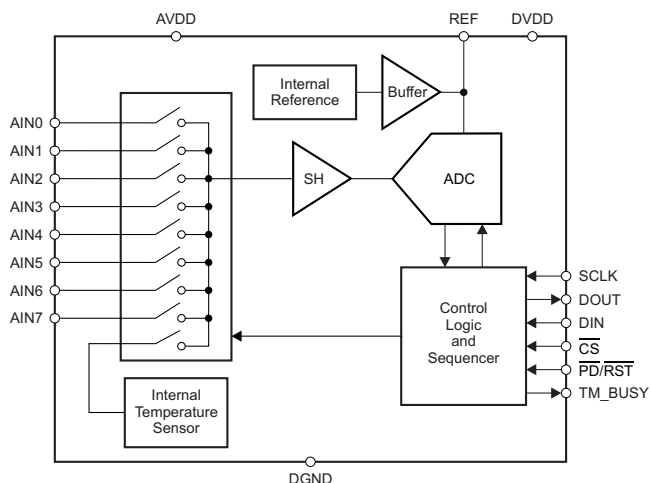 AVDD
REF
DVDD
Internal
Reference
Buffer
AIN0
AIN1
AIN2
AIN3
AIN4
AIN5
AIN6
AIN7
SH
ADC
Control
Logic
and
Sequencer
SCLK
DOUT
DIN
CS
PD/RST
TM_BUSY
Internal
Temperature
Sensor
DGND